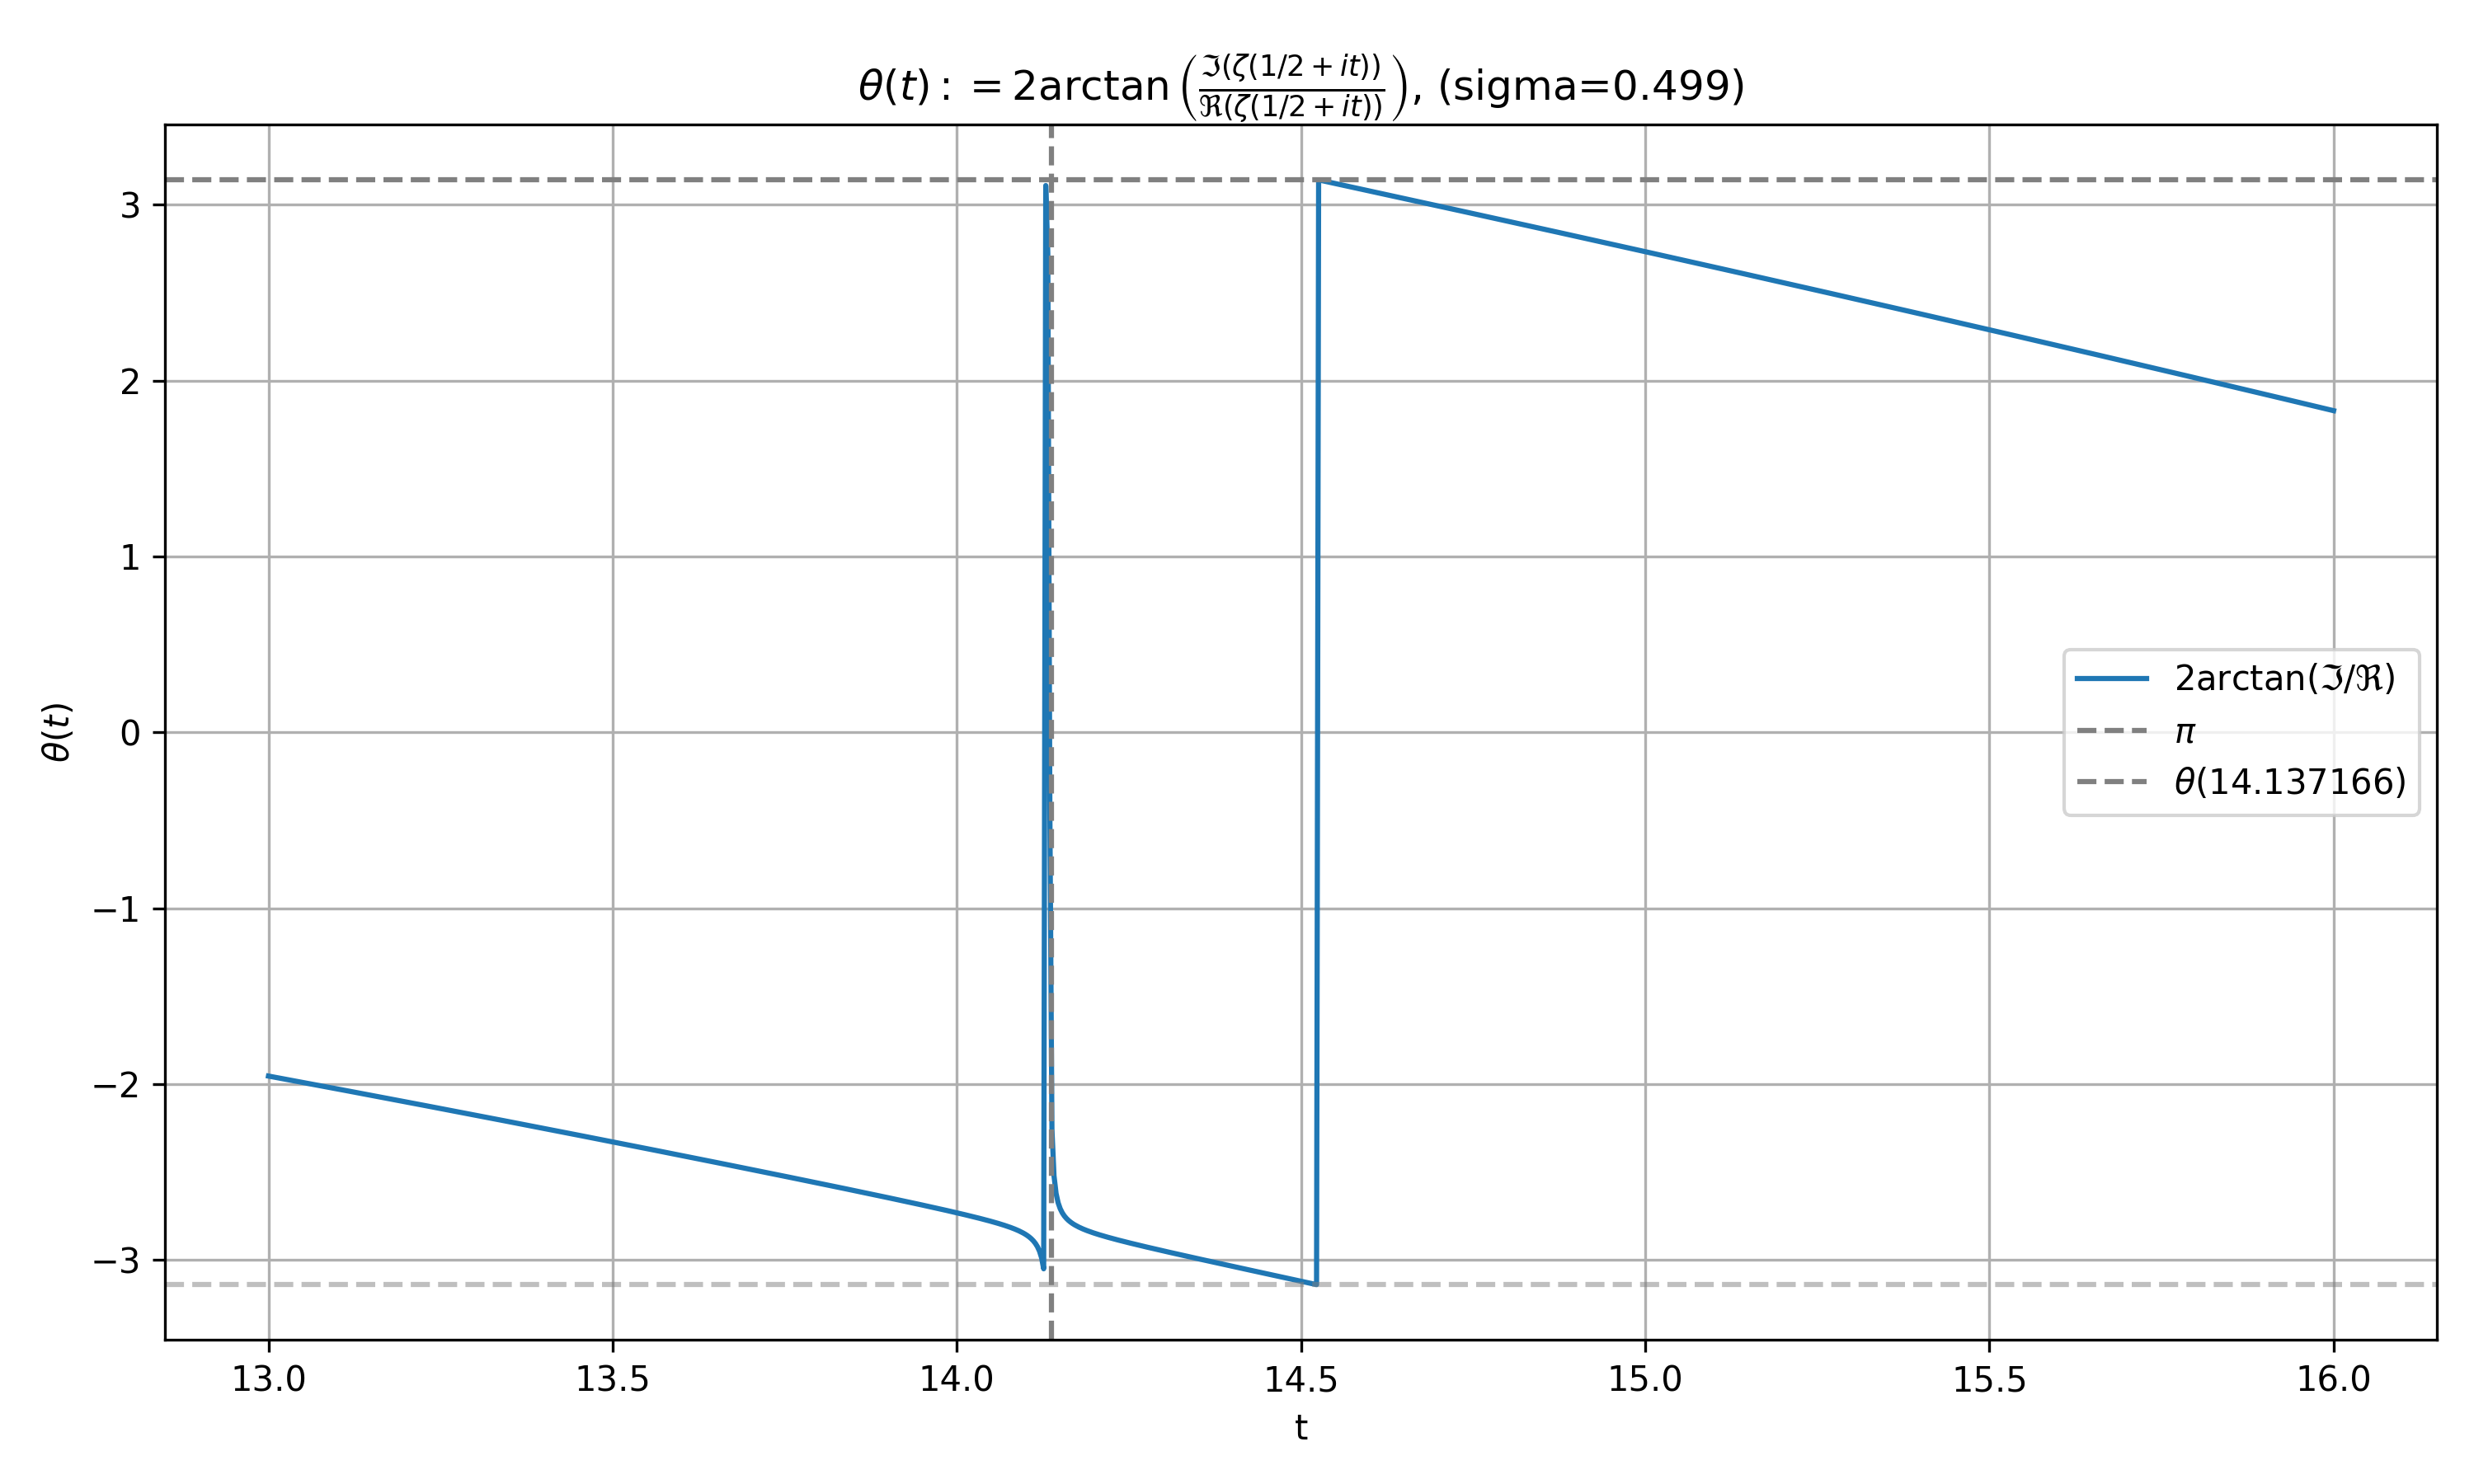 θ(t) := 2arctan(ℑ(ζ(1/2 + it))/ℜ(ζ(1/2 + it))), (sigma=0.499)
θ(t)
3
2
1
0
−1
−2
−3
2arctan(ℑ/ℜ)
π
θ(14.137166)
13.0 13.5 14.0 14.5 15.0 15.5 16.0
t